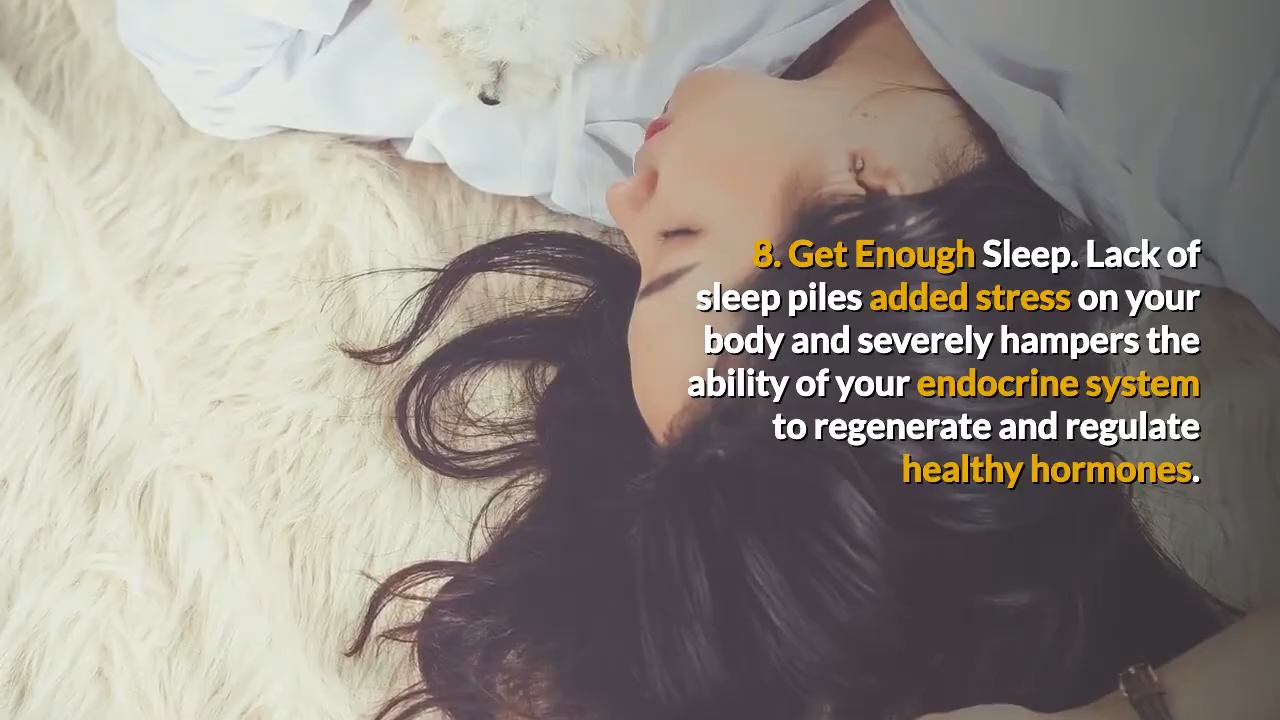 8. Get Enough Sleep. Lack of
sleep piles added stress on your
body and severely hampers the
ability of your endocrine system
to regenerate and regulate
healthy hormones.